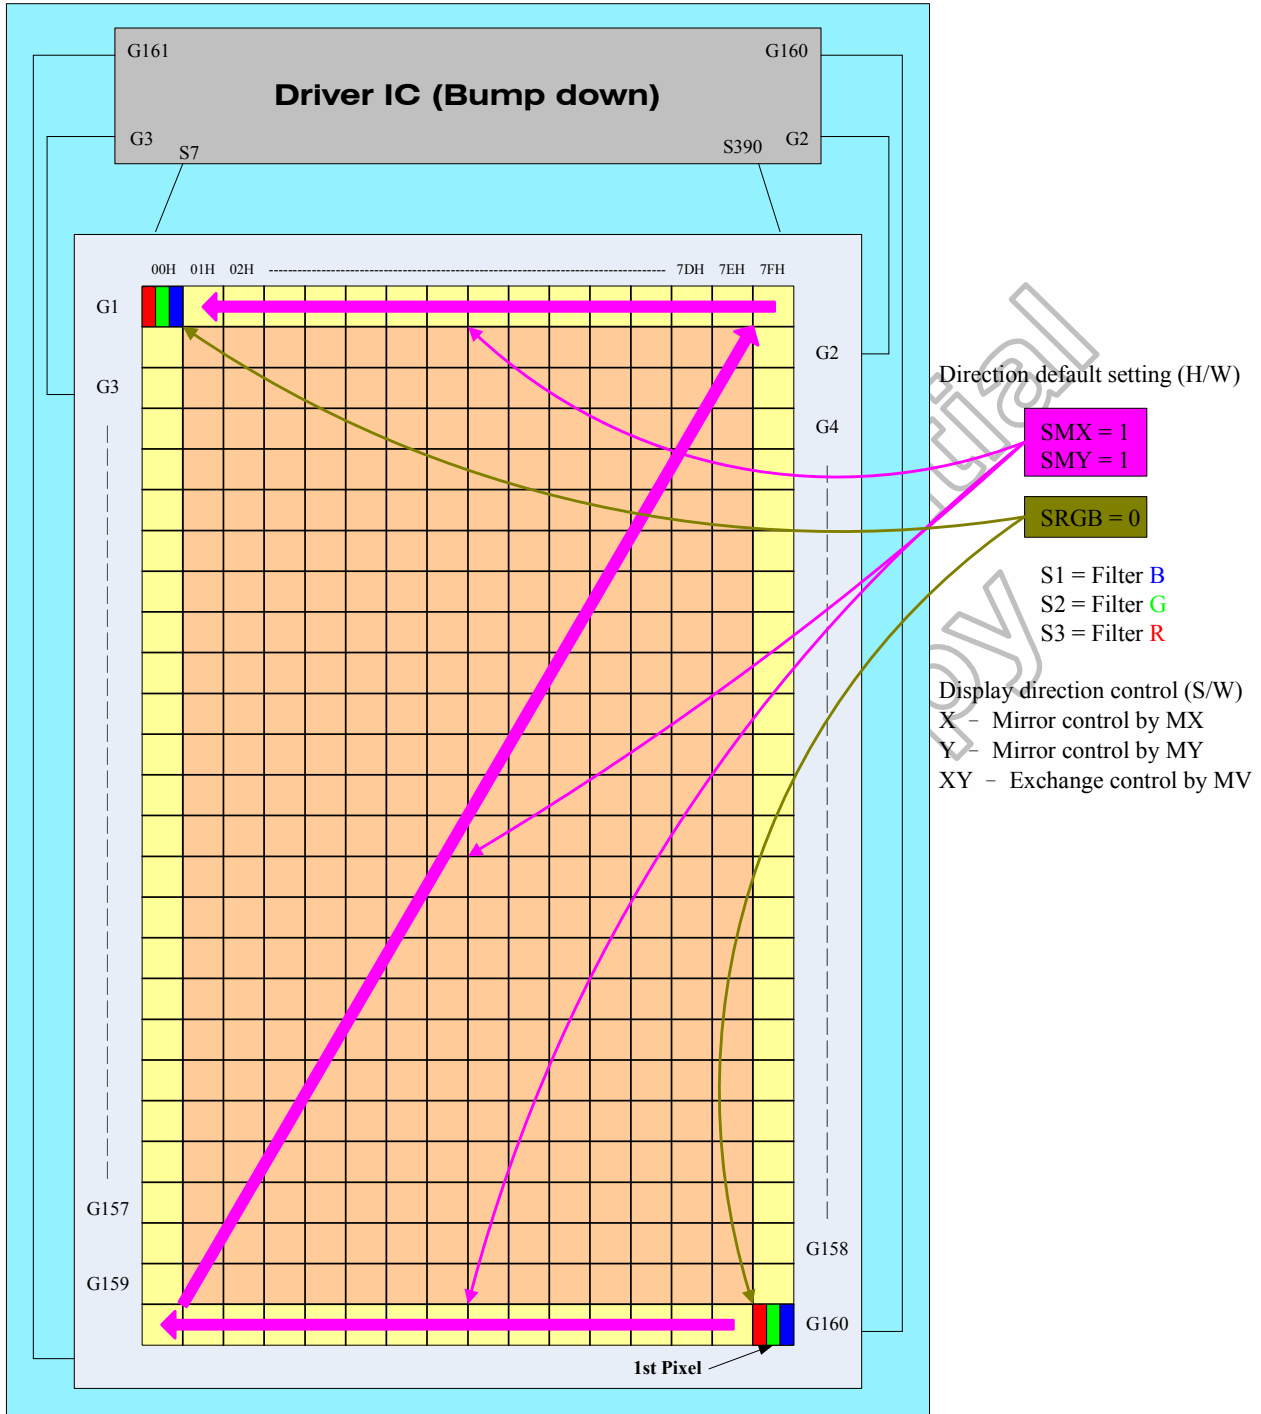 G161 G160
Driver IC (Bump down)
G3 S7 S390 G2
00H 01H 02H 7DH 7EH 7FH
G1
G2
G3
G4
G157
G158
G159
G160
1st Pixel
Direction default setting (H/W)
SMX = 1
SMY = 1
SRGB = 0
S1 = Filter B
S2 = Filter G
S3 = Filter R
Display direction control (S/W)
X - Mirror control by MX
Y - Mirror control by MY
XY - Exchange control by MV